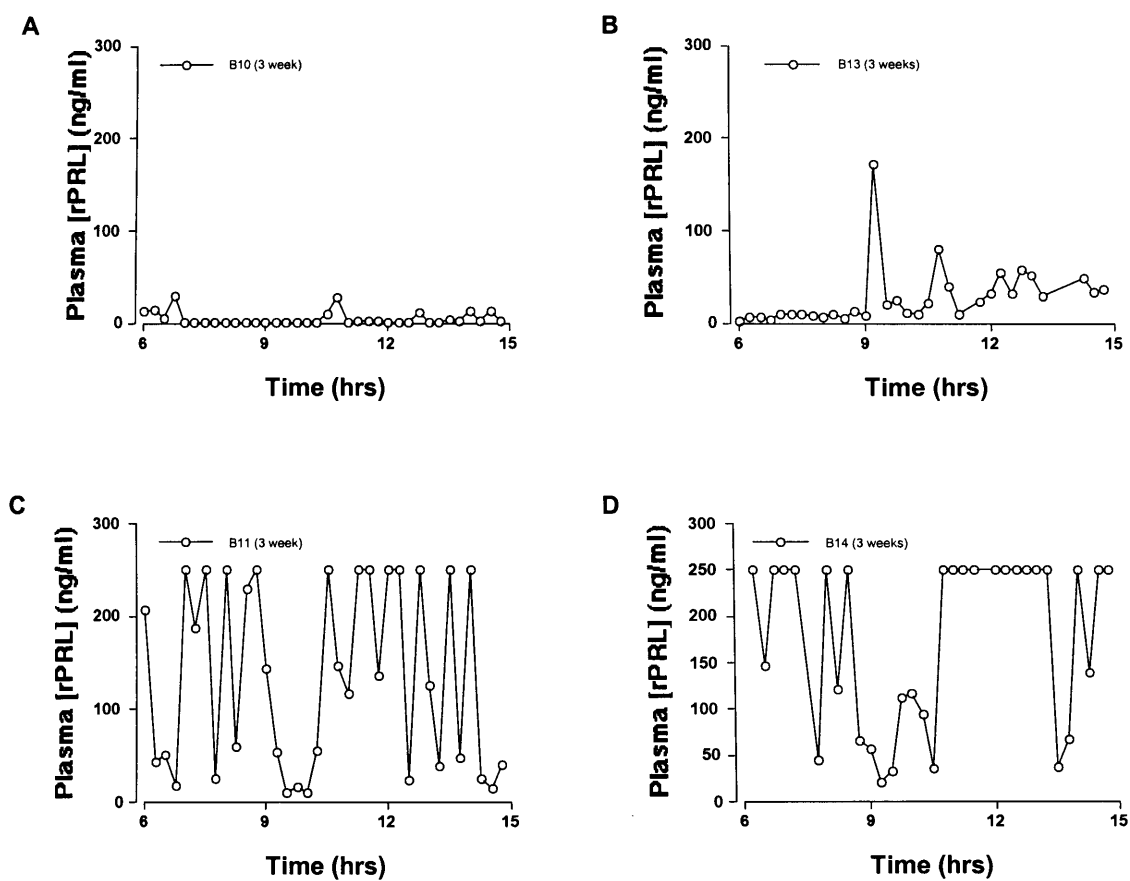 A
Plasma [rPRL] (ng/ml)
300
200
100
0
B10 (3 week)
6 9 12 15
Time (hrs)
B
Plasma [rPRL] (ng/ml)
300
200
100
0
B13 (3 weeks)
6 9 12 15
Time (hrs)
C
Plasma [rPRL] (ng/ml)
300
200
100
0
B11 (3 week)
6 9 12 15
Time (hrs)
D
Plasma [rPRL] (ng/ml)
300
250
200
150
100
50
0
B14 (3 weeks)
6 9 12 15
Time (hrs)